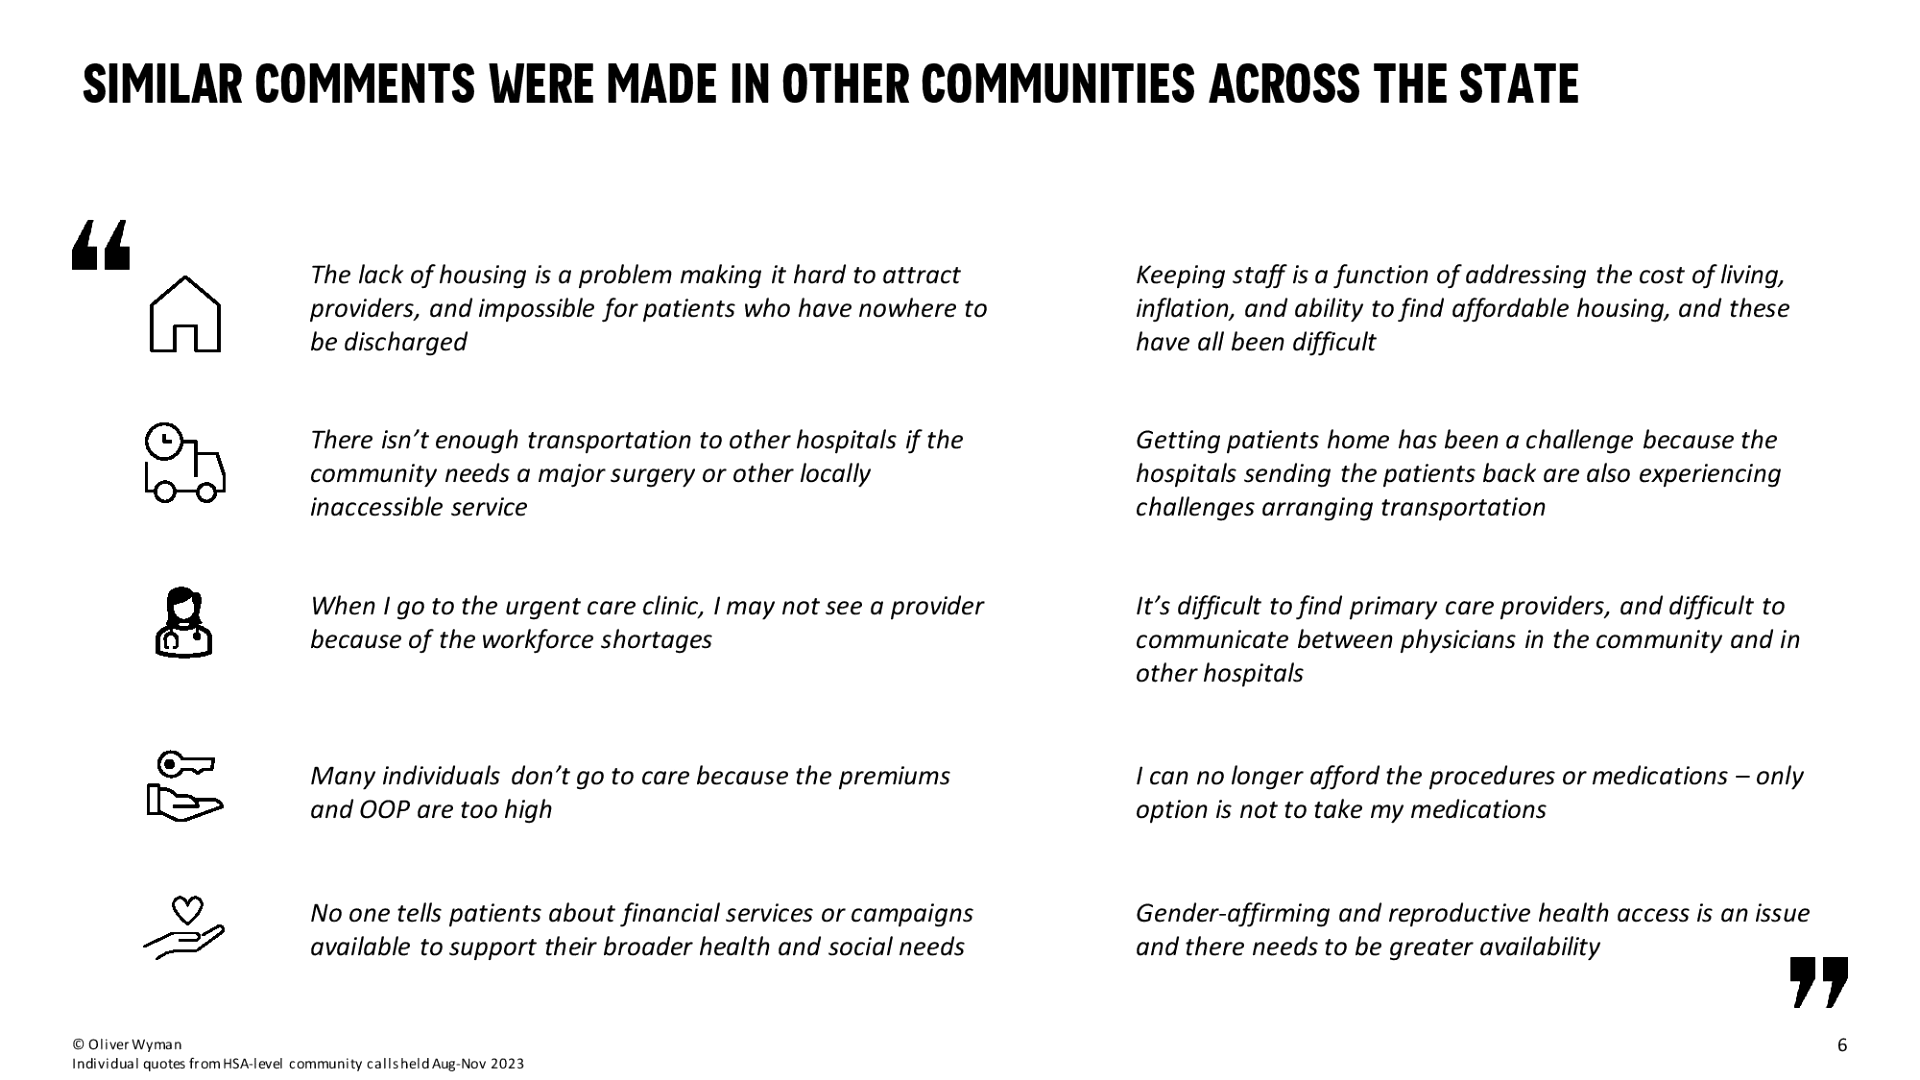 SIMILAR COMMENTS WERE MADE IN OTHER COMMUNITIES ACROSS THE STATE
“
The lack of housing is a problem making it hard to attract
providers, and impossible for patients who have nowhere to
be discharged
Keeping staff is a function of addressing the cost of living,
inflation, and ability to find affordable housing, and these
have all been difficult
There isn’t enough transportation to other hospitals if the
community needs a major surgery or other locally
inaccessible service
Getting patients home has been a challenge because the
hospitals sending the patients back are also experiencing
challenges arranging transportation
When I go to the urgent care clinic, I may not see a provider
because of the workforce shortages
It’s difficult to find primary care providers, and difficult to
communicate between physicians in the community and in
other hospitals
Many individuals don’t go to care because the premiums
and OOP are too high
I can no longer afford the procedures or medications – only
option is not to take my medications
No one tells patients about financial services or campaigns
available to support their broader health and social needs
Gender-affirming and reproductive health access is an issue
and there needs to be greater availability
”
© Oliver Wyman
Individual quotes from HSA-level community calls held Aug-Nov 2023
6